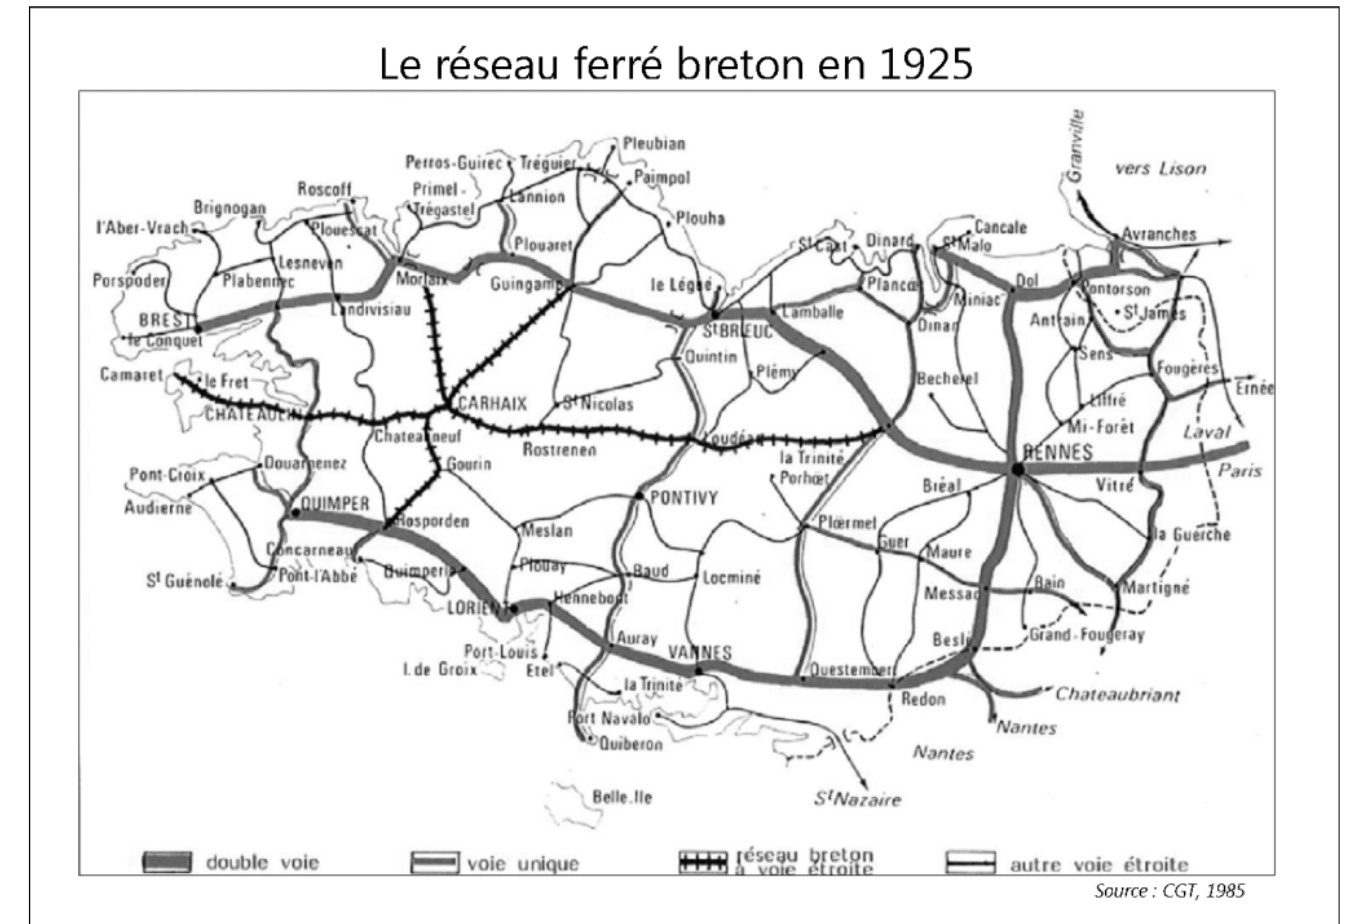 Le réseau ferré breton en 1925
Granville
vers Lison
Pleubian
Perros-Guirec
Tréguier
Paimpol
Roscoff
Primel-
Trégastel
Lannion
Brignogan
Plouha
l'Aber-Vrach
Plouescat
Cancale
St Cast
Dinard
St Malo
Avranches
Plouaret
Lesneven
Porspoder
Plabennec
Morlaix
Guingamp
le Légué
Plancoët
Miniac
Dol
Pontorson
BREST
Landivisiau
St BRIEUC
Lamballe
Dinan
Antrain
St James
le Conquet
Quintin
Sens
Camaret
le Fret
Plémy
Becherel
Fougères
Ernée
CHATEAULIN
CARHAIX
St Nicolas
Liffré
Mi-Forêt
Chateauneuf
Loudéac
Laval
Rostrenen
la Trinité
Porhoët
RENNES
Paris
Pont-Croix
Douarnenez
Gourin
Bréal
Vitré
Audierne
QUIMPER
PONTIVY
Rosporden
Meslan
Plœrmel
Guer
Maure
la Guerche
Concarneau
St Guénolé
Pont-l'Abbé
Quimperlé
Plouay
Baud
Locminé
Messac
Bain
Martigné
LORIENT
Hennebont
Auray
VANNES
Beslé
Grand-Fougeray
Port-Louis
I. de Groix
Etel
la Trinité
Questembert
Redon
Chateaubriant
Port Navalo
Quiberon
Nantes
Nantes
Belle.Ile
St Nazaire
double voie
voie unique
réseau breton
à voie étroite
autre voie étroite
Source : CGT, 1985